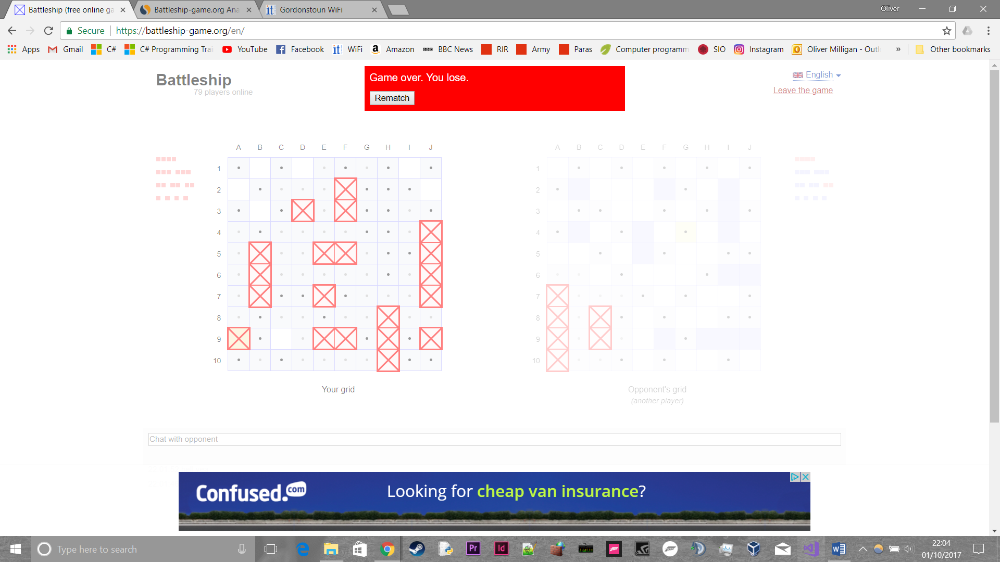 Battleship (free online ga
Battleship-game.org Ana
Gordonstoun WiFi
Oliver
Secure
https://battleship-game.org/en/
Apps
Gmail
C#
C# Programming Trai
YouTube
Facebook
WiFi
Amazon
BBC News
RIR
Army
Paras
Computer programm
SIO
Instagram
Oliver Milligan - Outl
»
Other bookmarks
Battleship
79 players online
Game over. You lose.
Rematch
English
Leave the game
A B C D E F G H I J
1
2
3
4
5
6
7
8
9
10
Your grid
A B C D E F G H I J
1
2
3
4
5
6
7
8
9
10
Opponent's grid
(another player)
Chat with opponent
Confused.com
Looking for cheap van insurance?
Type here to search
Pr
Id
22:04
01/10/2017